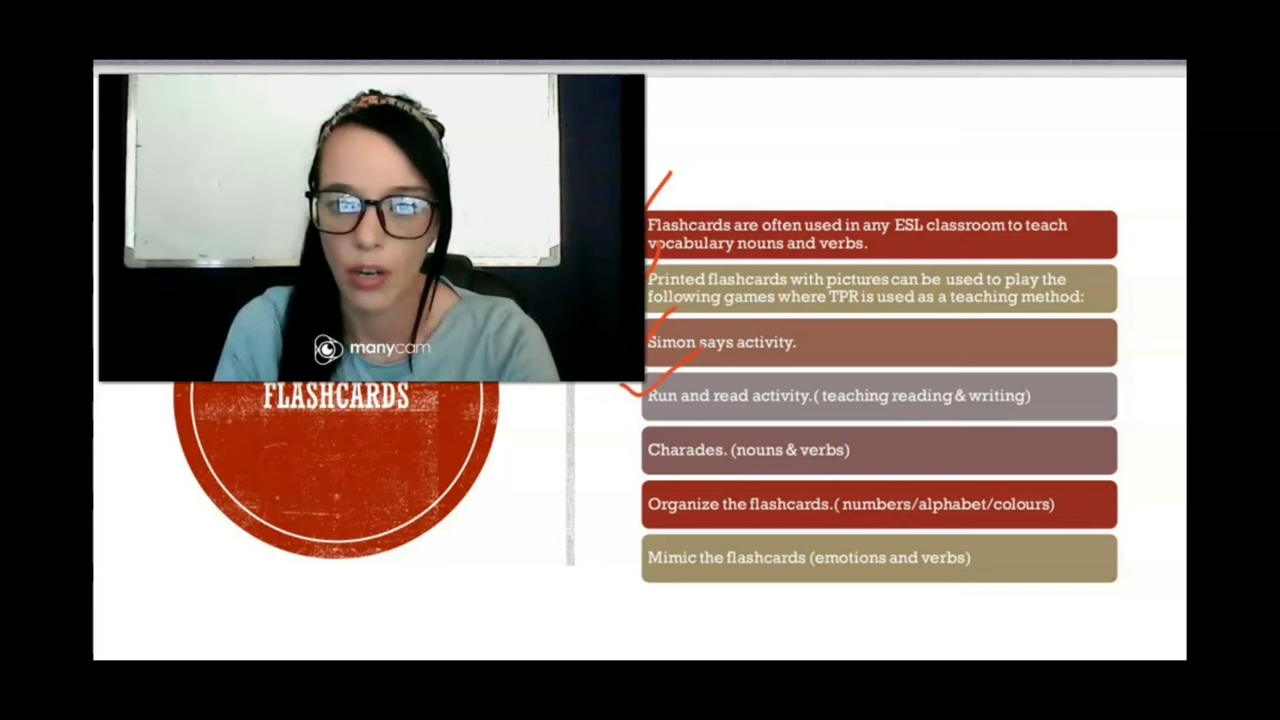 manycam
FLASHCARDS
Flashcards are often used in any ESL classroom to teach
vocabulary nouns and verbs.
Printed flashcards with pictures can be used to play the
following games where TPR is used as a teaching method:
Simon says activity.
Run and read activity.( teaching reading & writing)
Charades. (nouns & verbs)
Organize the flashcards.( numbers/alphabet/colours)
Mimic the flashcards (emotions and verbs)